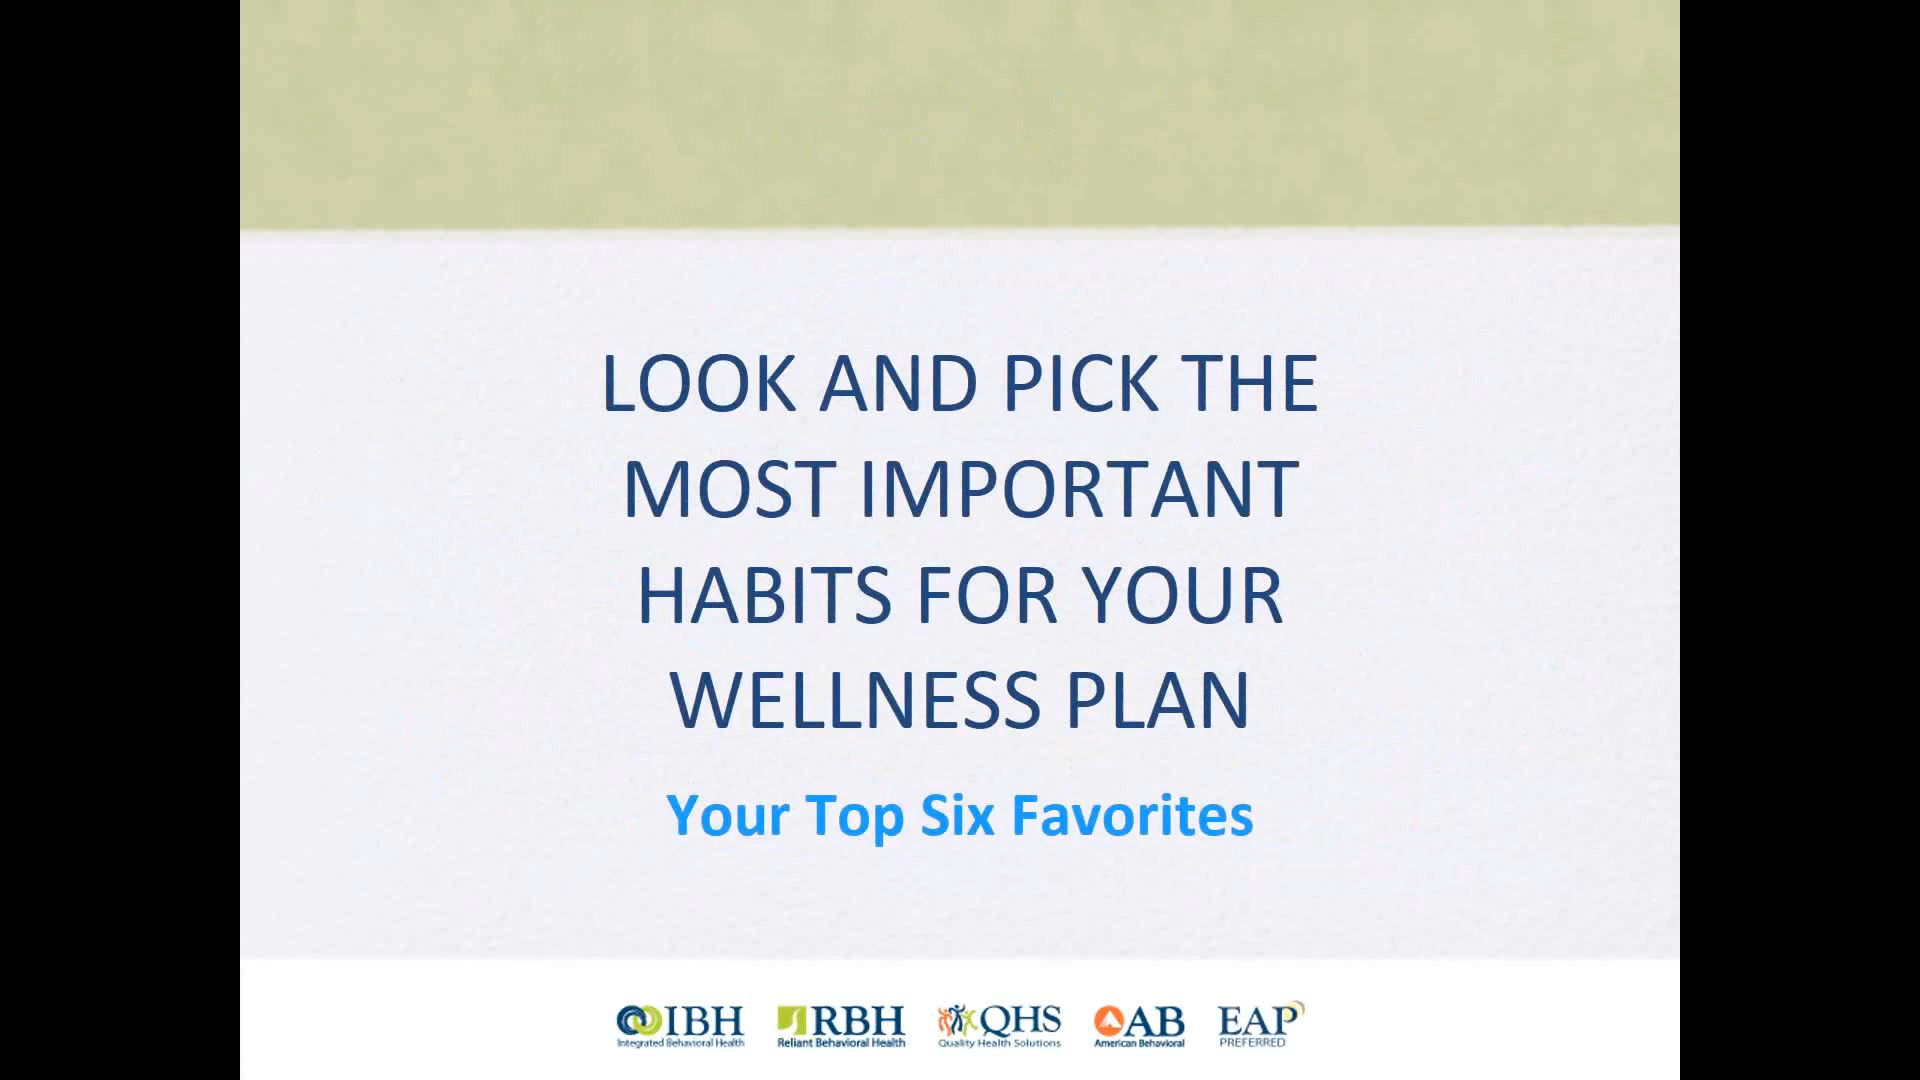 LOOK AND PICK THE
MOST IMPORTANT
HABITS FOR YOUR
WELLNESS PLAN
Your Top Six Favorites
IBH RBH QHS AB EAP
Integrated Behavioral Health Reliant Behavioral Health Quality Health Solutions American Behavioral PREFERRED